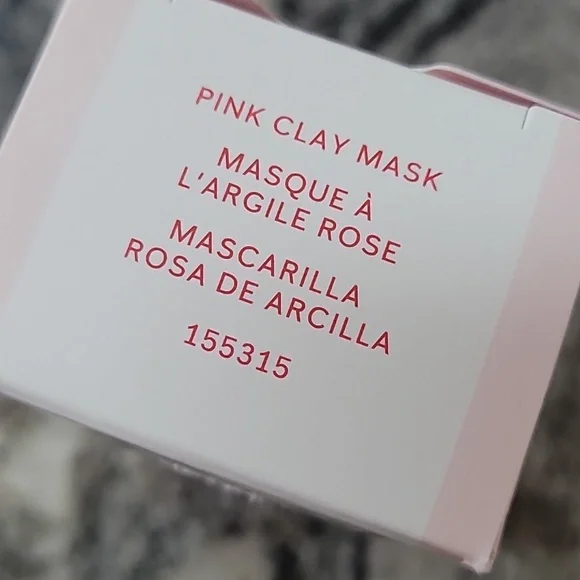 PINK CLAY MASK
MASQUE À
L'ARGILE ROSE
MASCARILLA
ROSA DE ARCILLA
155315